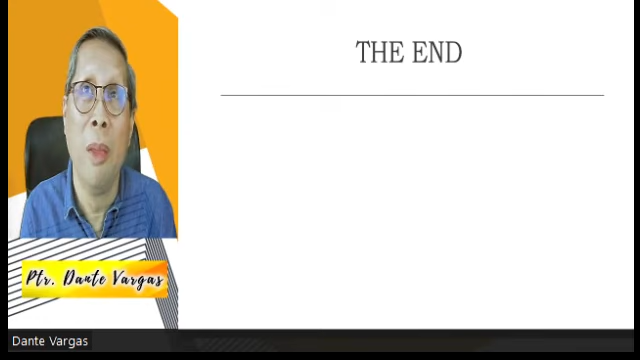 THE END
Ptr. Dante Vargas
Dante Vargas